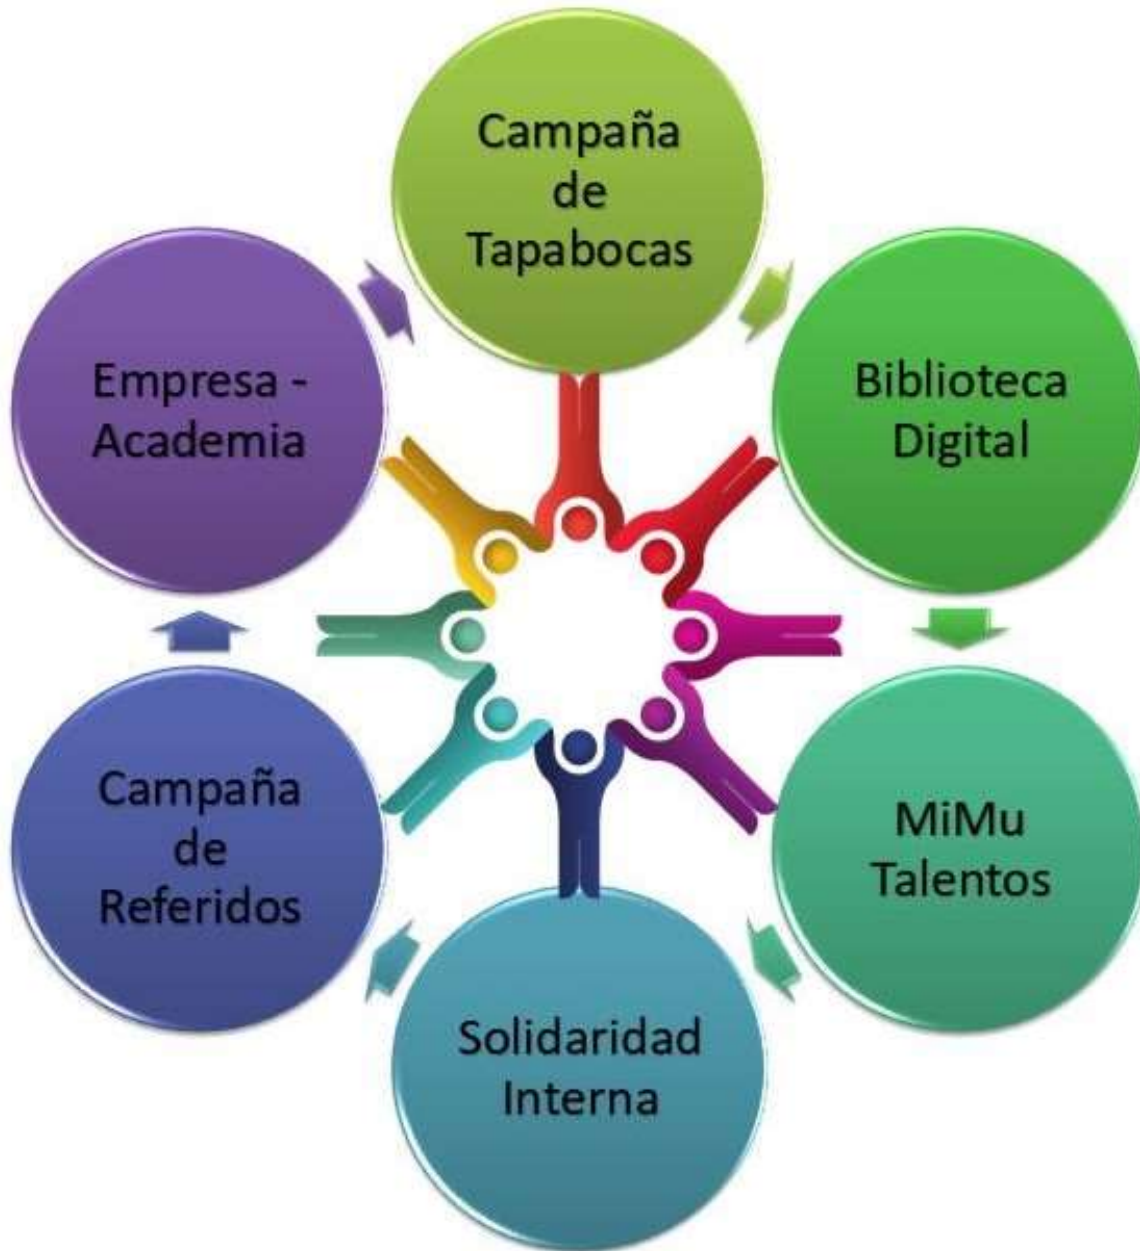 Campaña
de
Tapabocas
Biblioteca
Digital
MiMu
Talentos
Solidaridad
Interna
Campaña
de
Referidos
Empresa -
Academia